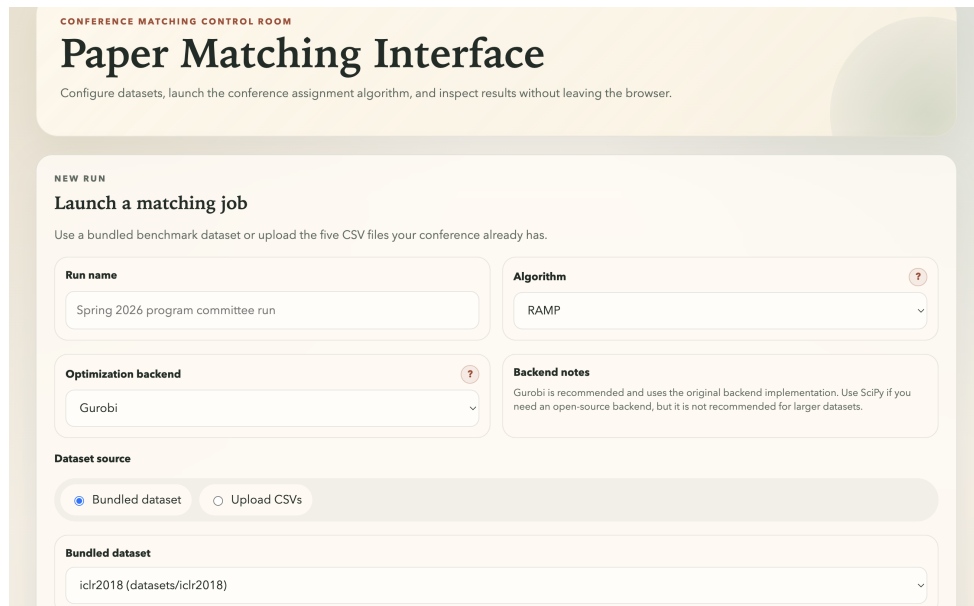 CONFERENCE MATCHING CONTROL ROOM
Paper Matching Interface
Configure datasets, launch the conference assignment algorithm, and inspect results without leaving the browser.
NEW RUN
Launch a matching job
Use a bundled benchmark dataset or upload the five CSV files your conference already has.
Run name
Spring 2026 program committee run
Algorithm
?
RAMP
Optimization backend
?
Gurobi
Backend notes
Gurobi is recommended and uses the original backend implementation. Use SciPy if you
need an open-source backend, but it is not recommended for larger datasets.
Dataset source
Bundled dataset
Upload CSVs
Bundled dataset
iclr2018 (datasets/iclr2018)